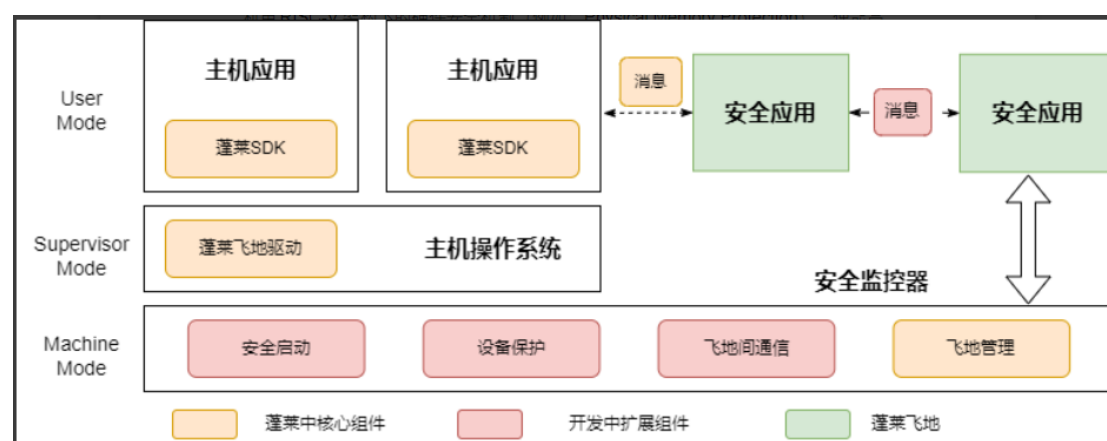 主机应用
主机应用
User
Mode
消息
安全应用
消息
安全应用
蓬莱SDK
蓬莱SDK
Supervisor
Mode
蓬莱飞地驱动
主机操作系统
安全监控器
Machine
Mode
安全启动
设备保护
飞地间通信
飞地管理
蓬莱中核心组件
开发中扩展组件
蓬莱飞地